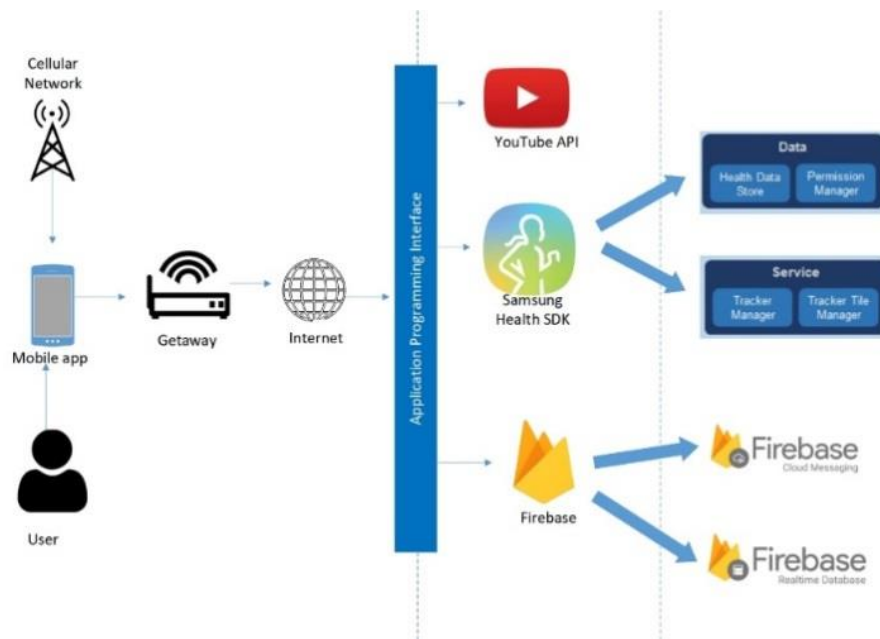 Cellular
Network
Mobile app
User
Getaway
Internet
Application Programming Interface
YouTube API
Samsung
Health SDK
Firebase
Data
Health Data
Store
Permission
Manager
Service
Tracker
Manager
Tracker Tile
Manager
Firebase
Cloud Messaging
Firebase
Realtime Database